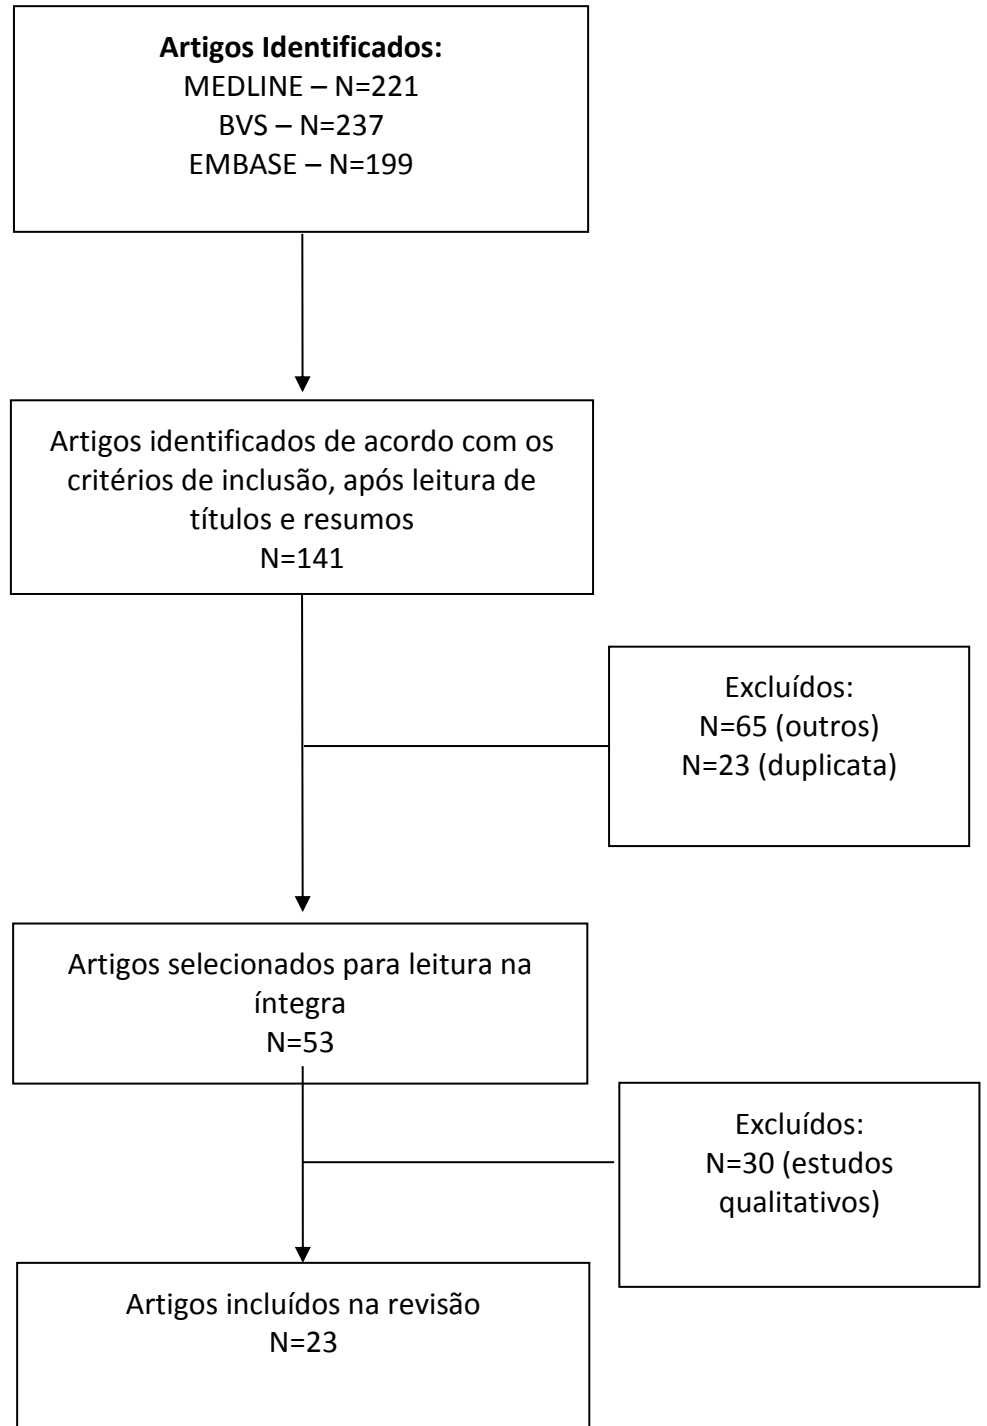 Artigos Identificados:
MEDLINE – N=221
BVS – N=237
EMBASE – N=199
Artigos identificados de acordo com os
critérios de inclusão, após leitura de
títulos e resumos
N=141
Excluídos:
N=65 (outros)
N=23 (duplicata)
Artigos selecionados para leitura na
íntegra
N=53
Excluídos:
N=30 (estudos
qualitativos)
Artigos incluídos na revisão
N=23